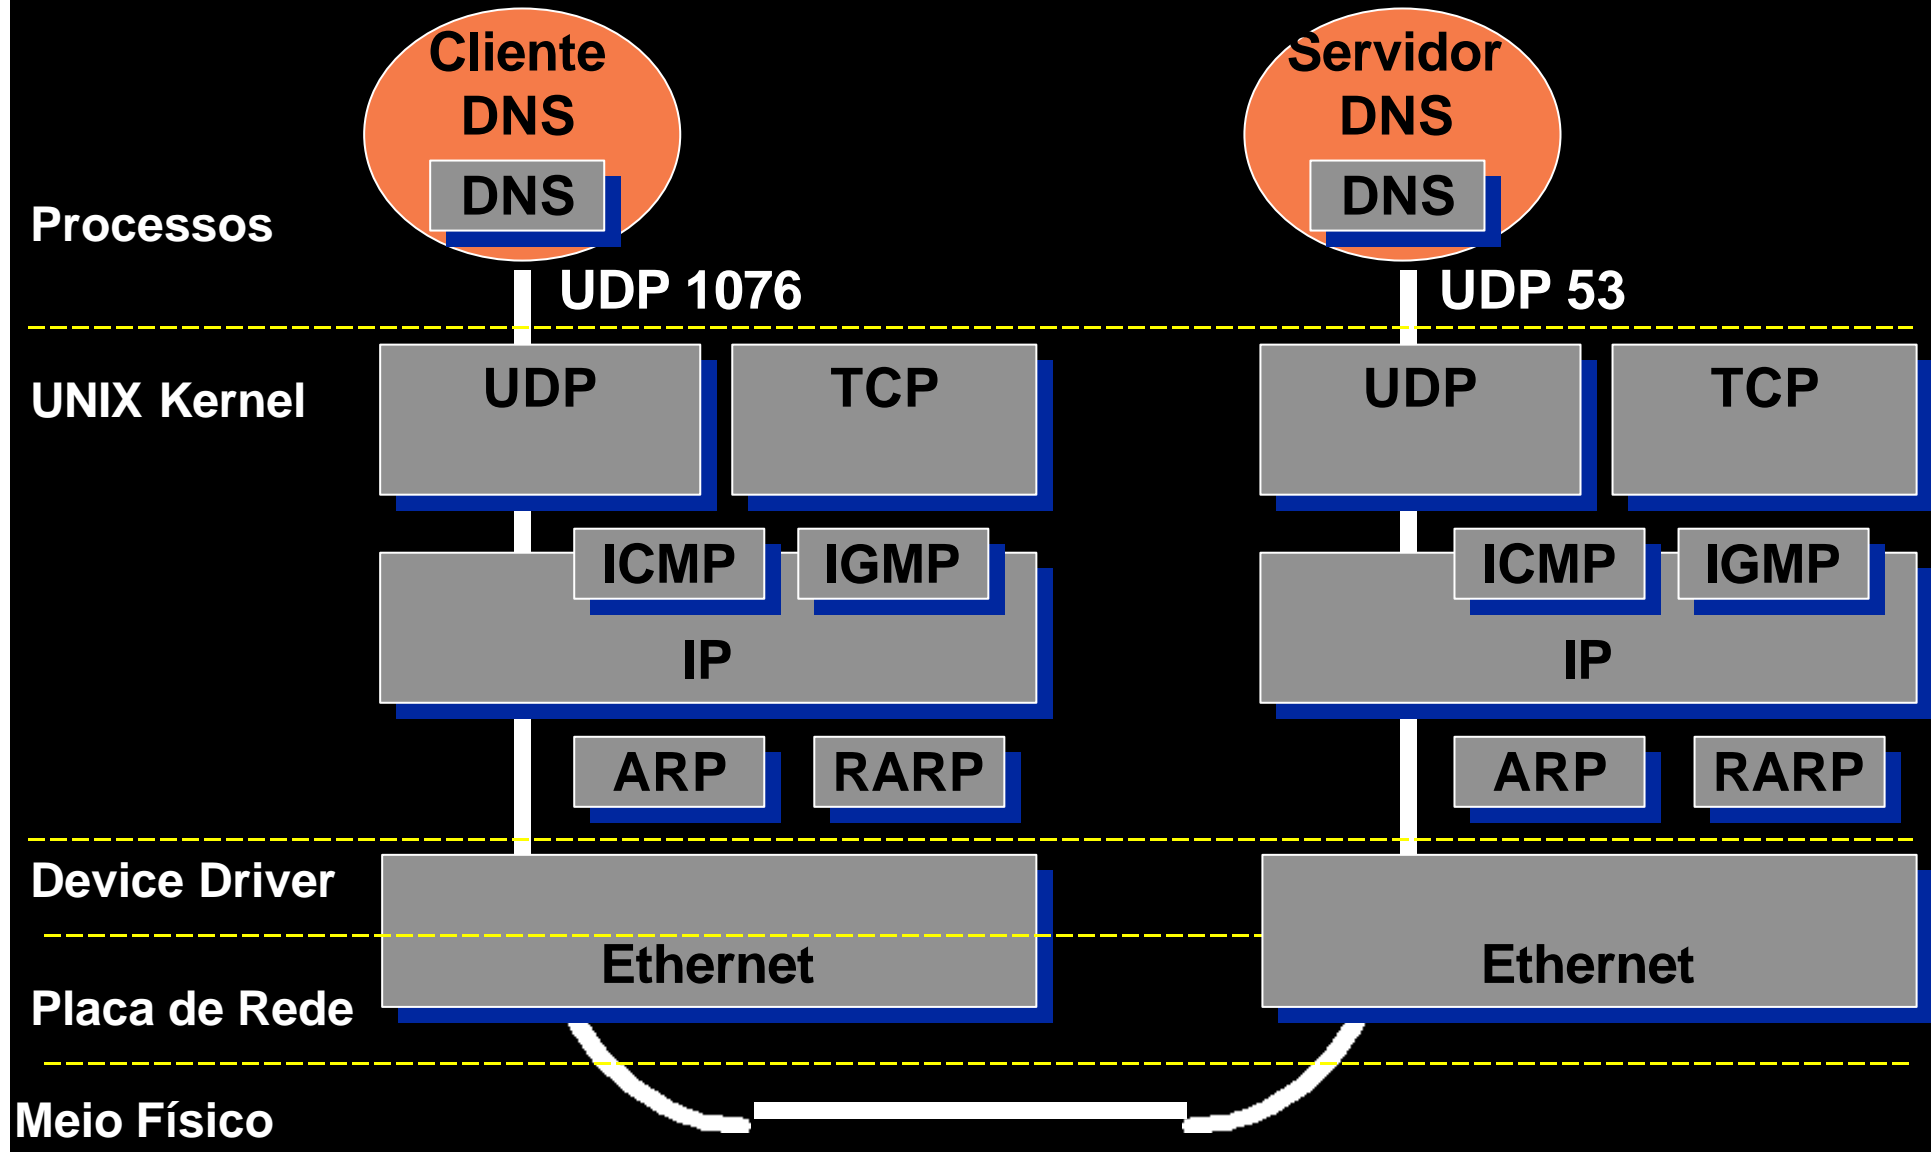 Cliente
DNS
DNS
Servidor
DNS
DNS
Processos
UDP 1076
UDP 53
UNIX Kernel
UDP
TCP
UDP
TCP
ICMP
IGMP
ICMP
IGMP
IP
IP
ARP
RARP
ARP
RARP
Device Driver
Ethernet
Ethernet
Placa de Rede
Meio Físico